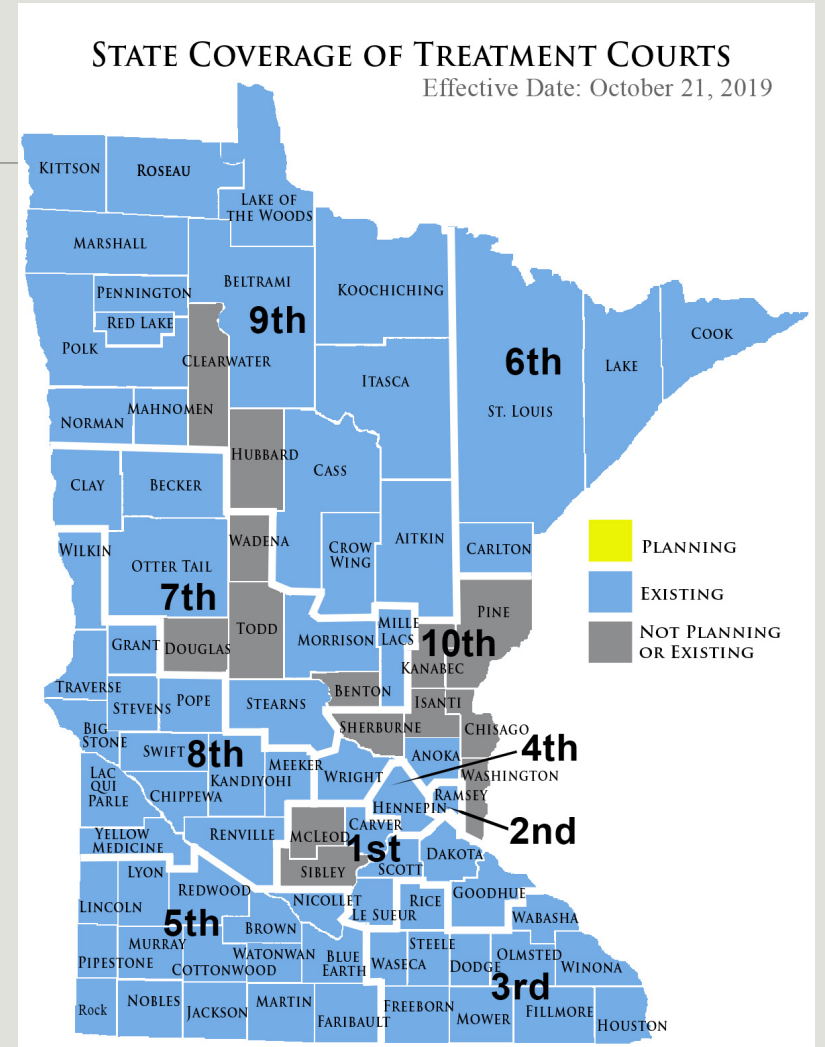 State Coverage of Treatment Courts
Effective Date: October 21, 2019
Kittson
Roseau
Lake of
the Woods
Marshall
Beltrami
Koochiching
Pennington
Red Lake
9th
Polk
Clearwater
Itasca
6th
Cook
Lake
St. Louis
Mahnomen
Norman
Hubbard
Cass
Clay
Becker
Wilkin
Otter Tail
Wadena
Crow
Wing
Aitkin
Carlton
Planning
Existing
Not Planning
or Existing
7th
Grant
Douglas
Todd
Morrison
Mille
Lacs
10th
Pine
Kanabec
Traverse
Stevens
Pope
Stearns
Benton
Isanti
Big
Stone
Swift
8th
Sherburne
Chisago
Anoka
4th
Lac
Qui
Parle
Chippewa
Kandiyohi
Meeker
Wright
Washington
Ramsey
Hennepin
2nd
Yellow
Medicine
Renville
McLeod
Carver
1st
Sibley
Scott
Dakota
Lyon
Redwood
Lincoln
Nicollet
Le Sueur
Rice
Goodhue
Wabasha
5th
Brown
Murray
Pipestone
Cottonwood
Watonwan
Blue
Earth
Waseca
Steele
Dodge
Olmsted
Winona
3rd
Rock
Nobles
Jackson
Martin
Faribault
Freeborn
Mower
Fillmore
Houston